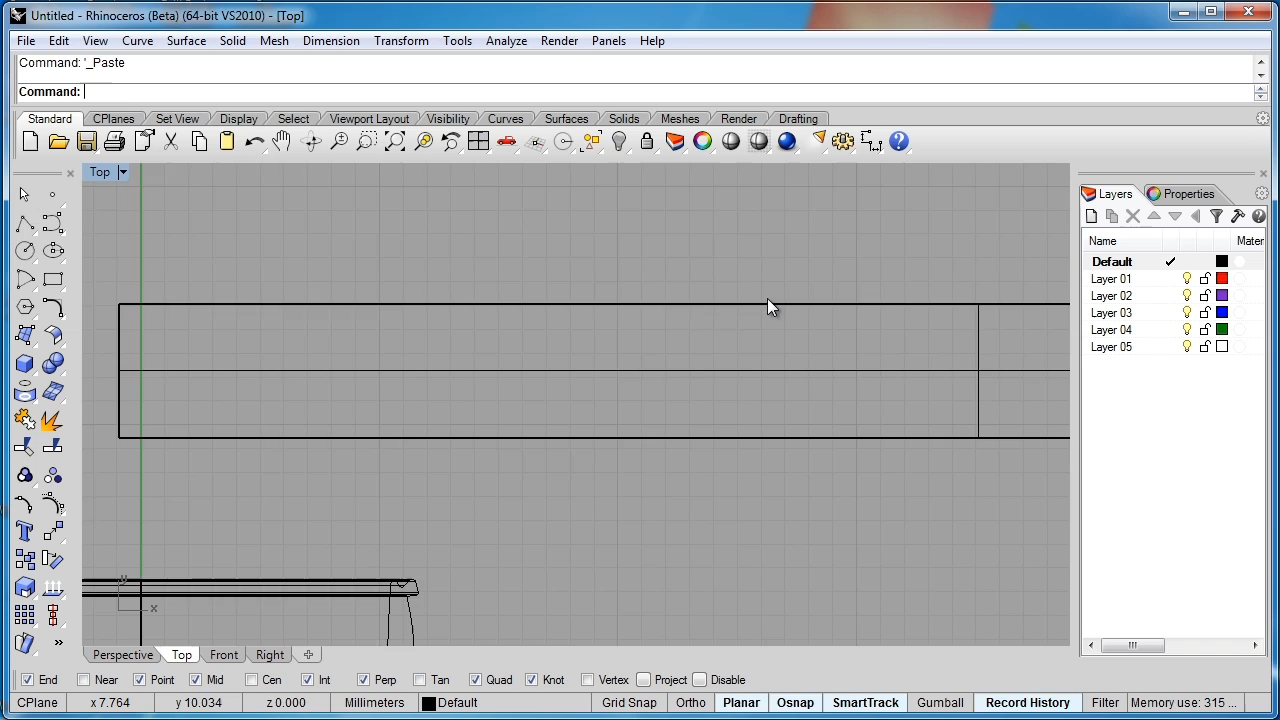 Untitled - Rhinoceros (Beta) (64-bit VS2010) - [Top]
File Edit View Curve Surface Solid Mesh Dimension Transform Tools Analyze Render Panels Help
Command: '_Paste
Command:
Standard CPlanes Set View Display Select Viewport Layout Visibility Curves Surfaces Solids Meshes Render Drafting
Top
Layers Properties
Name Mater
Default
Layer 01
Layer 02
Layer 03
Layer 04
Layer 05
y
x
Perspective Top Front Right
End Near Point Mid Cen Int Perp Tan Quad Knot Vertex Project Disable
CPlane x 7.764 y 10.034 z 0.000 Millimeters Default Grid Snap Ortho Planar Osnap SmartTrack Gumball Record History Filter Memory use: 315 ...